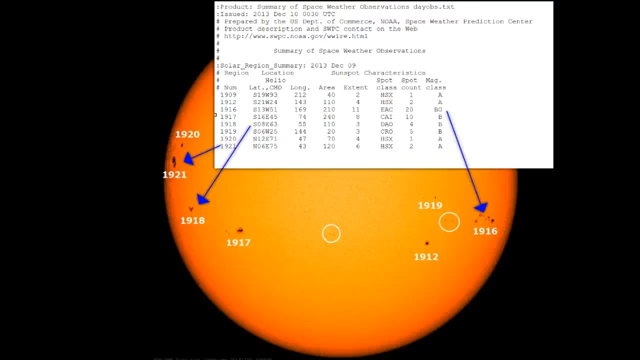 :Product: Summary of Space Weather Observations dayobs.txt
:Issued: 2013 Dec 10 0030 UTC
# Prepared by the US Dept. of Commerce, NOAA, Space Weather Prediction Center
# Product description and SWPC contact on the Web
# http://www.swpc.noaa.gov/wwire.html
#
# Summary of Space Weather Observations
#
:Solar_Region_Summary: 2013 Dec 09
# Region Location Sunspot Characteristics
# Helio Spot Spot Mag.
# Num Lat.,CMD Long. Area Extent class count class
1909 S19W93 212 40 2 HSX 1 A
1912 S21W24 143 110 4 HSX 2 A
1916 S13W51 169 210 11 EAC 20 BG
1917 S16E45 74 240 8 CAI 10 B
1918 S08E63 55 110 3 DAO 4 B
1919 S06W25 144 20 3 CRO 5 B
1920 N12E71 47 70 4 HSX 1 A
1921 N06E75 43 120 6 HSX 2 A
1920
1921
1918
1919
1917
1916
1912